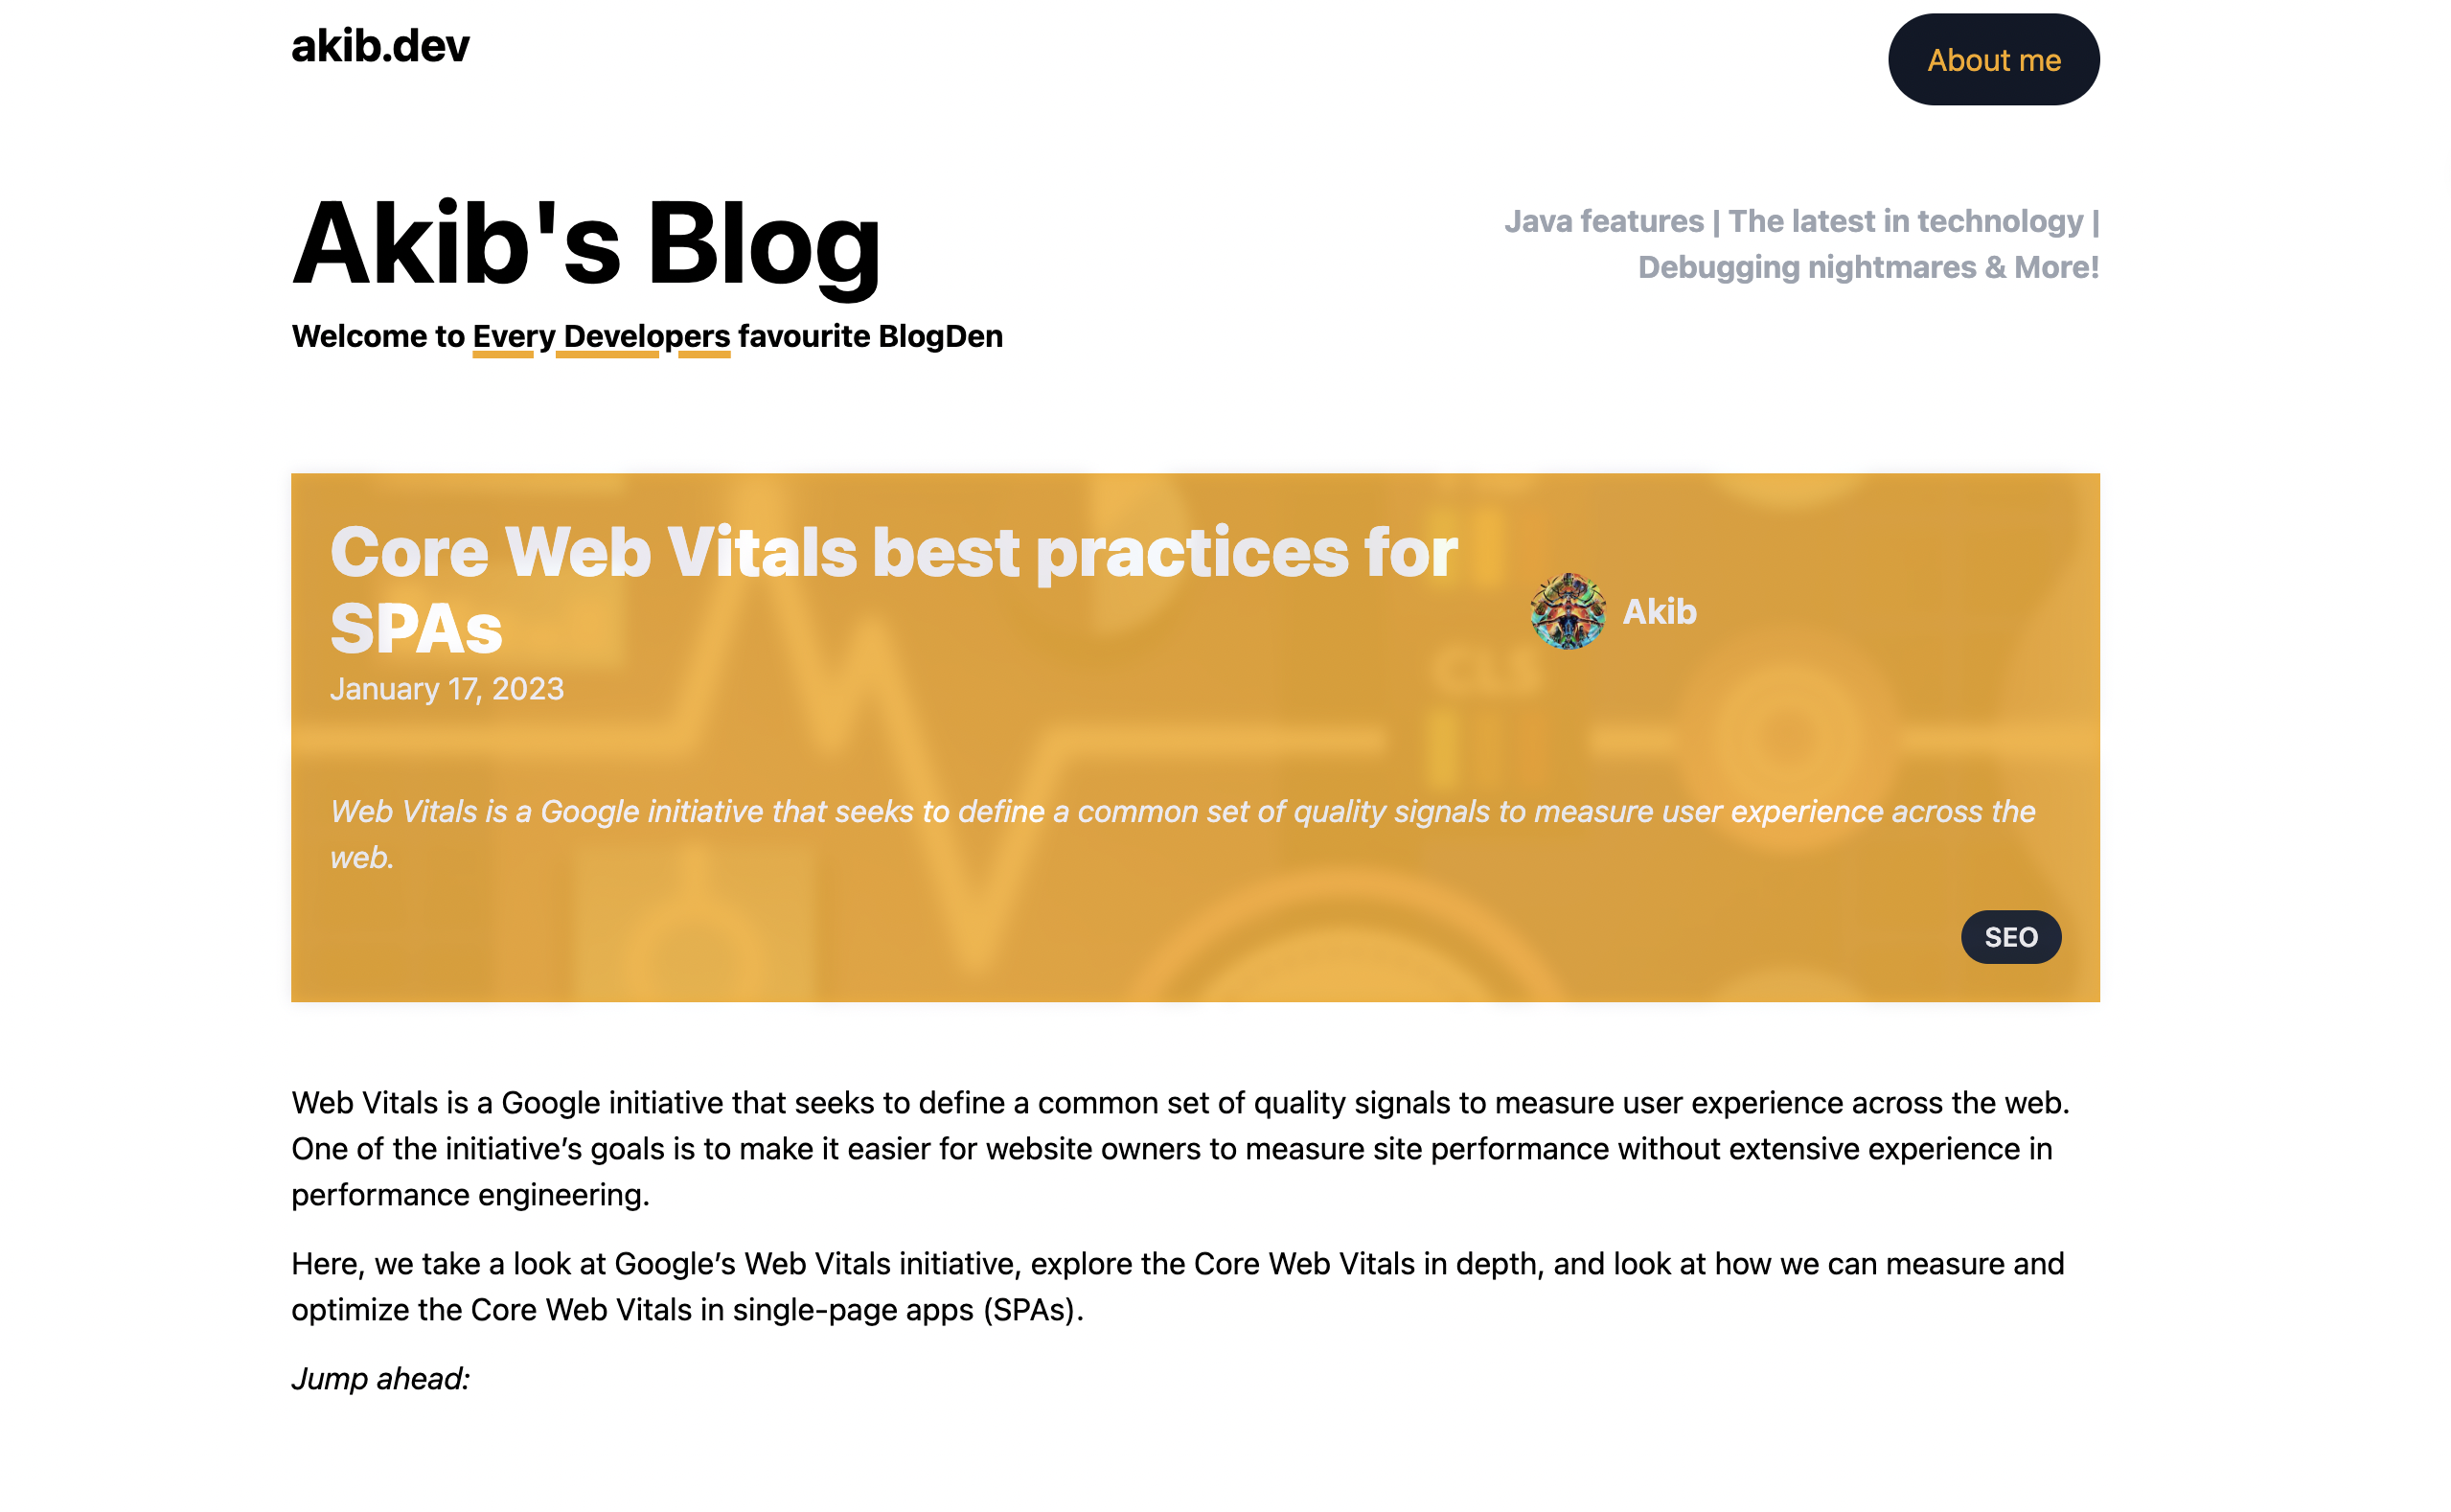 akib.dev
About me
Akib's Blog
Java features | The latest in technology |
Debugging nightmares & More!
Welcome to Every Developers favourite BlogDen
Core Web Vitals best practices for
SPAs
Akib
January 17, 2023
CLS
Web Vitals is a Google initiative that seeks to define a common set of quality signals to measure user experience across the
web.
SEO
Web Vitals is a Google initiative that seeks to define a common set of quality signals to measure user experience across the web.
One of the initiative’s goals is to make it easier for website owners to measure site performance without extensive experience in
performance engineering.
Here, we take a look at Google’s Web Vitals initiative, explore the Core Web Vitals in depth, and look at how we can measure and
optimize the Core Web Vitals in single-page apps (SPAs).
Jump ahead: